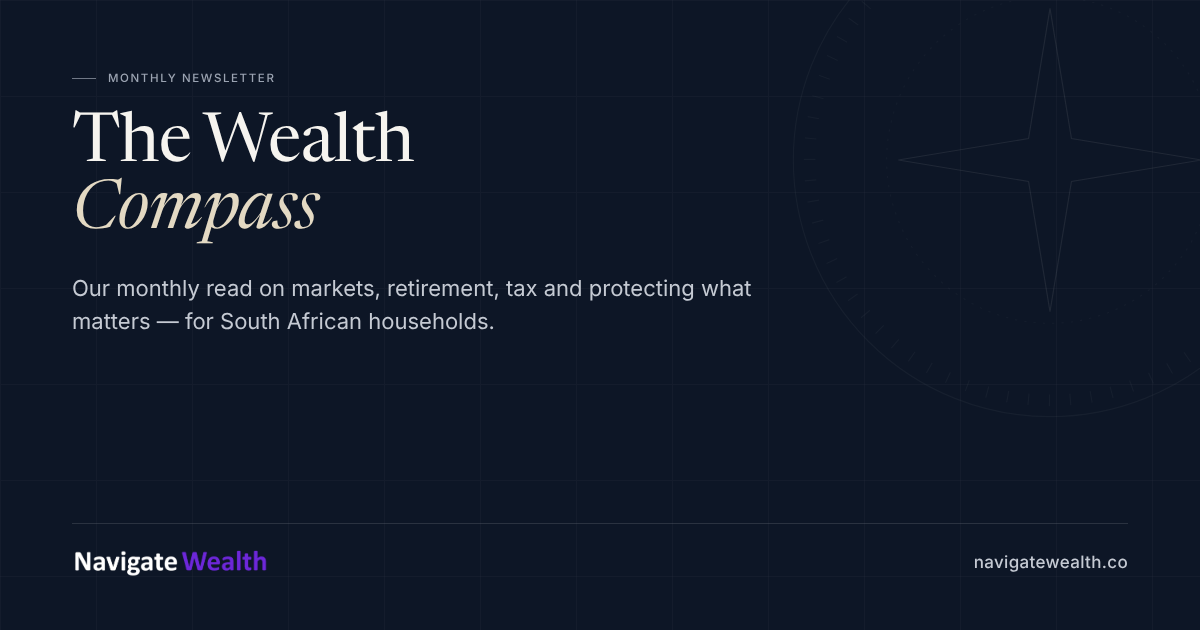 MONTHLY NEWSLETTER
The Wealth
Compass
Our monthly read on markets, retirement, tax and protecting what
matters — for South African households.
Navigate Wealth
navigatewealth.co